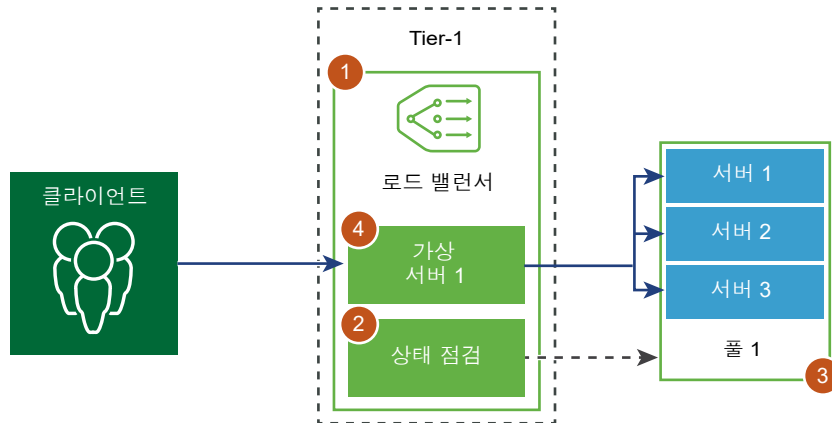 Tier-1
1
로드 밸런서
클라이언트
4
가상
서버 1
2
상태 점검
서버 1
서버 2
서버 3
풀 1
3